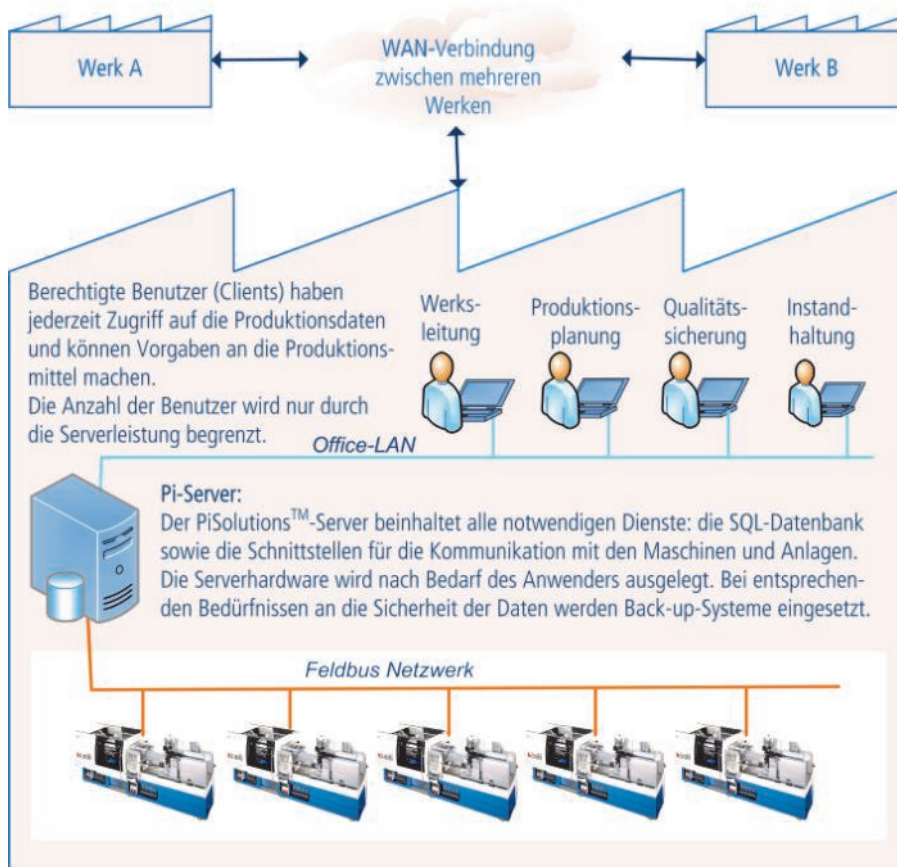 Werk A
WAN-Verbindung
zwischen mehreren
Werken
Werk B
Berechtigte Benutzer (Clients) haben
jederzeit Zugriff auf die Produktionsdaten
und können Vorgaben an die Produktions-
mittel machen.
Die Anzahl der Benutzer wird nur durch
die Serverleistung begrenzt.
Werks-
leitung
Produktions-
planung
Qualitäts-
sicherung
Instand-
haltung
Office-LAN
Pi-Server:
Der PiSolutions™-Server beinhaltet alle notwendigen Dienste: die SQL-Datenbank
sowie die Schnittstellen für die Kommunikation mit den Maschinen und Anlagen.
Die Serverhardware wird nach Bedarf des Anwenders ausgelegt. Bei entsprechen-
den Bedürfnissen an die Sicherheit der Daten werden Back-up-Systeme eingesetzt.
Feldbus Netzwerk